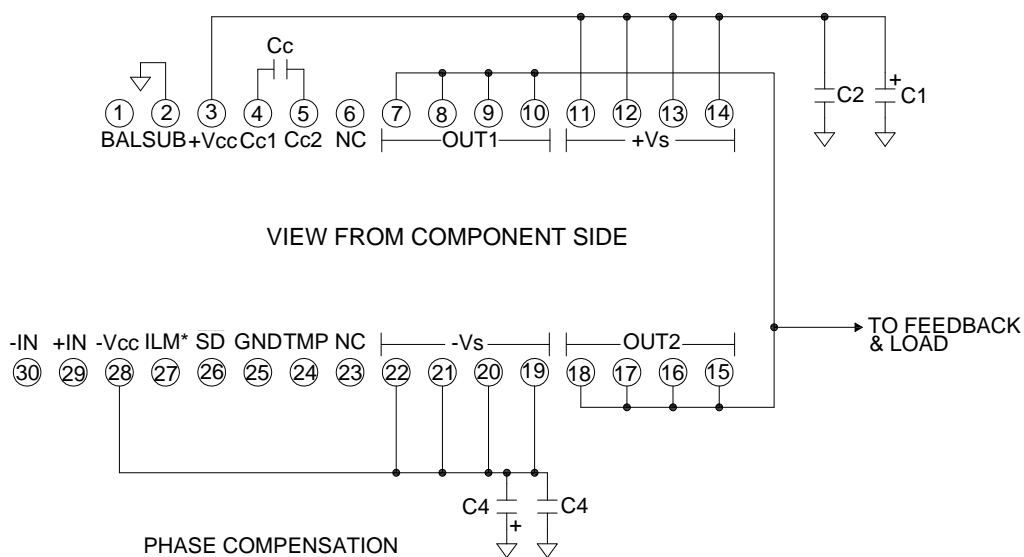 Cc
+
C2 C1
1 2 3 4 5 6 7 8 9 10 11 12 13 14
BAL SUB +Vcc Cc1 Cc2 NC OUT1 +Vs
VIEW FROM COMPONENT SIDE
TO FEEDBACK
& LOAD
-IN +IN -Vcc ILM* SD GND TMP NC -Vs OUT2
30 29 28 27 26 25 24 23 22 21 20 19 18 17 16 15
C4 C4
+
PHASE COMPENSATION